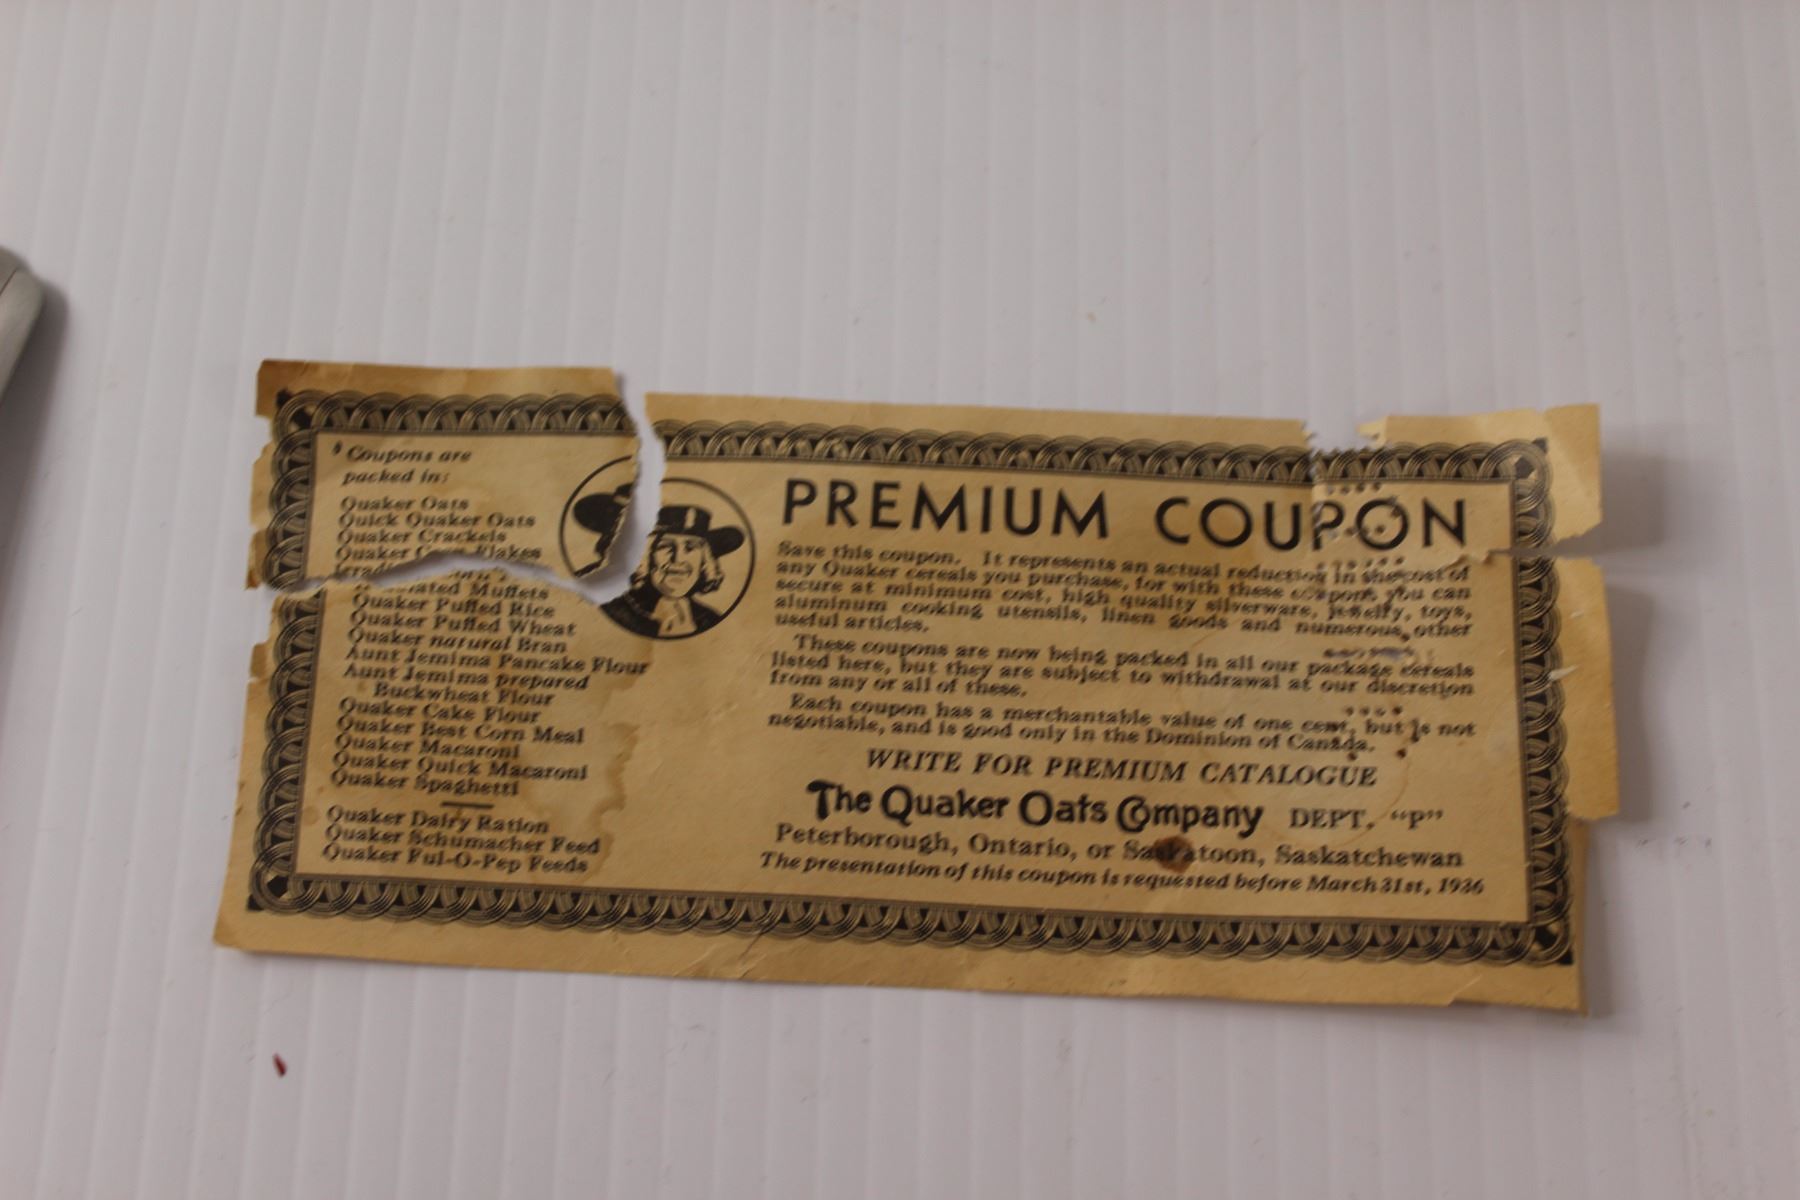 Coupons are
packed in:
Quaker Oats
Quick Quaker Oats
Quaker Crackels
Quaker Corn Flakes
Muffets
Quaker Puffed Rice
Quaker Puffed Wheat
Quaker natural Bran
Aunt Jemima Pancake Flour
Aunt Jemima prepared
Buckwheat Flour
Quaker Cake Flour
Quaker Best Corn Meal
Quaker Macaroni
Quaker Quick Macaroni
Quaker Spaghetti
Quaker Dairy Ration
Quaker Schumacher Feed
Quaker Ful-O-Pep Feeds
PREMIUM COUPON
Save this coupon. It represents an actual reduction in the cost of
any Quaker cereals you purchase, for with these coupons you can
secure at minimum cost, high quality silverware, jewelry, toys,
aluminum cooking utensils, linen goods and numerous other
useful articles.
These coupons are now being packed in all our package cereals
listed here, but they are subject to withdrawal at our discretion
from any or all of these.
Each coupon has a merchantable value of one cent, but is not
negotiable, and is good only in the Dominion of Canada.
WRITE FOR PREMIUM CATALOGUE
The Quaker Oats Company DEPT. "P"
Peterborough, Ontario, or Saskatoon, Saskatchewan
The presentation of this coupon is requested before March 31st, 1936